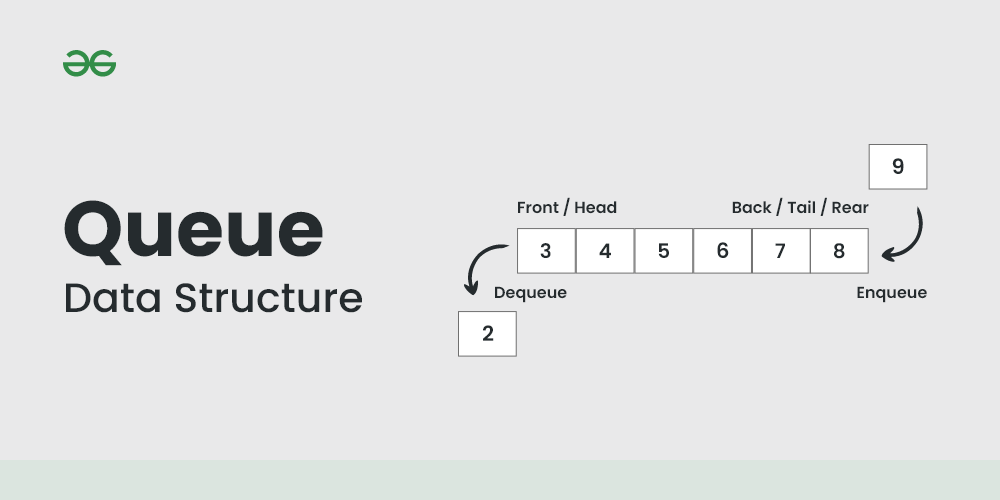 Queue
Data Structure
9
Front / Head
Back / Tail / Rear
3 4 5 6 7 8
Dequeue
Enqueue
2